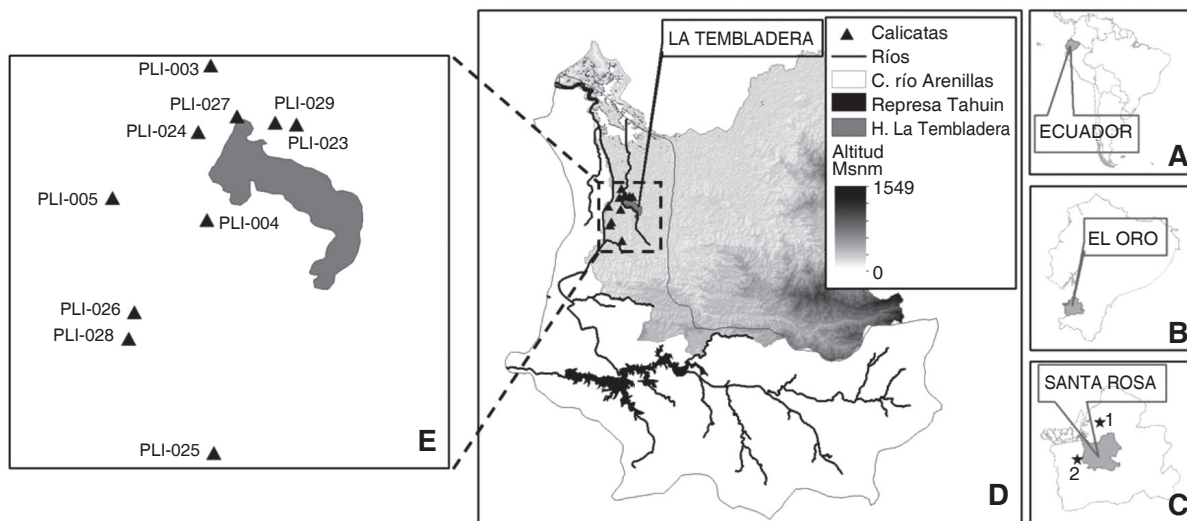 PLI-003
PLI-027
PLI-029
PLI-024
PLI-023
PLI-005
PLI-004
PLI-026
PLI-028
PLI-025
E
LA TEMBLADERA
Calicatas
Ríos
C. río Arenillas
Represa Tahuin
H. La Tembladera
Altitud
Msnm
1549
0
D
ECUADOR
A
EL ORO
B
SANTA ROSA
1
2
C